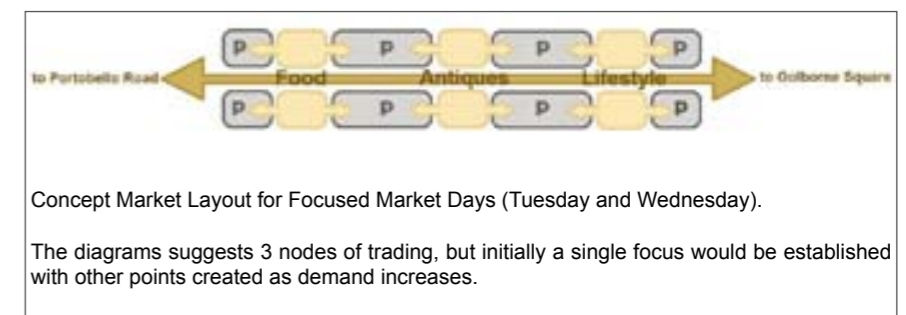 P P P P
to Portobello Road Food Antiques Lifestyle to Golborne Square
P P P P
Concept Market Layout for Focused Market Days (Tuesday and Wednesday).
The diagrams suggests 3 nodes of trading, but initially a single focus would be established
with other points created as demand increases.